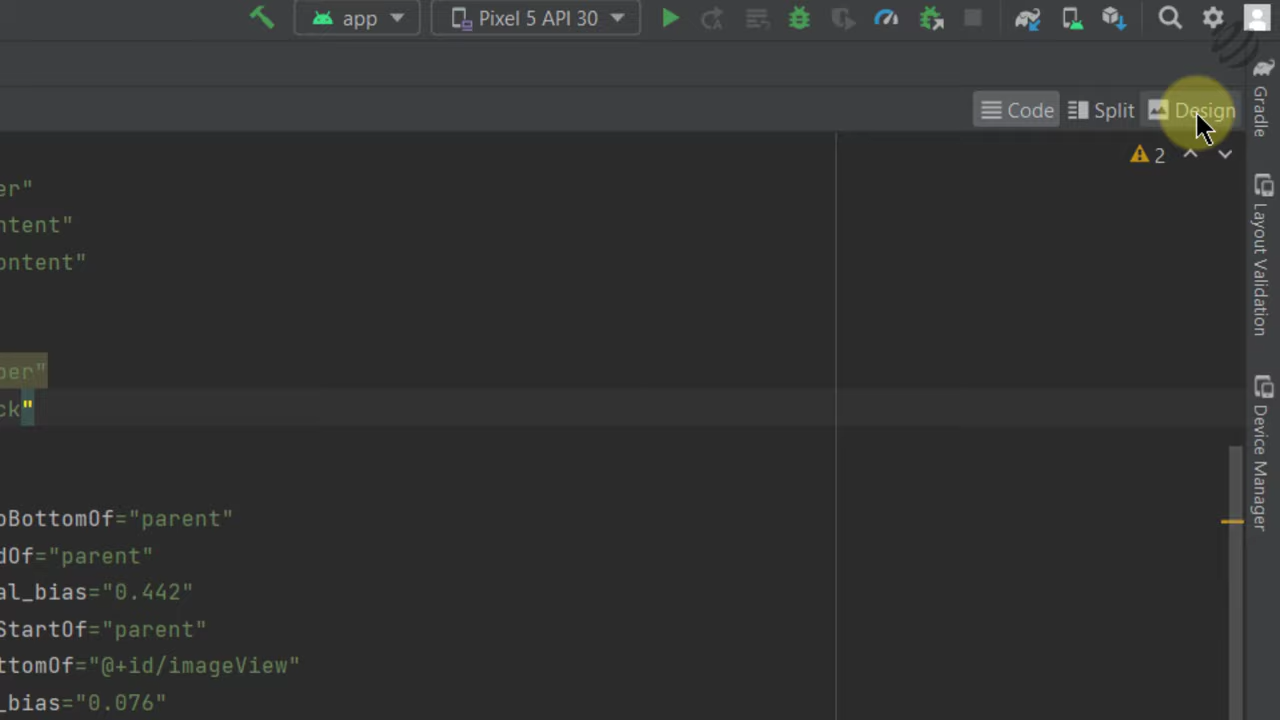 app
Pixel 5 API 30
Code
Split
Design
2
er"
ntent"
ontent"
per"
ck"
oBottomOf="parent"
dOf="parent"
al_bias="0.442"
StartOf="parent"
ttomOf="@+id/imageView"
_bias="0.076"
Gradle
Layout Validation
Device Manager